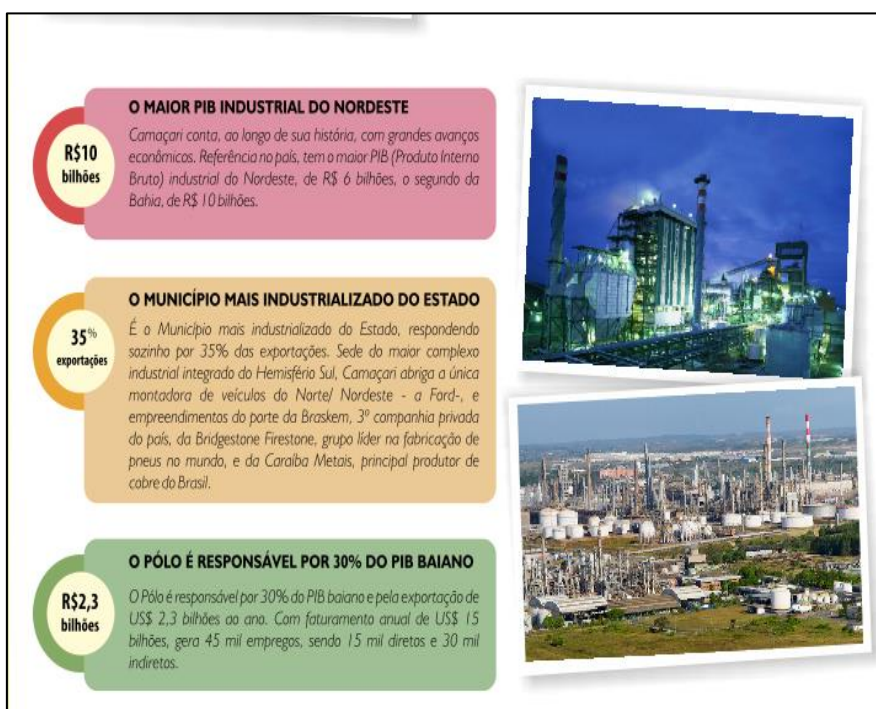 O MAIOR PIB INDUSTRIAL DO NORDESTE
R$10
bilhões
Camaçari conta, ao longo de sua história, com grandes avanços
econômicos. Referência no país, tem o maior PIB (Produto Interno
Bruto) industrial do Nordeste, de R$ 6 bilhões, o segundo da
Bahia, de R$ 10 bilhões.
O MUNICÍPIO MAIS INDUSTRIALIZADO DO ESTADO
35%
exportações
É o Município mais industrializado do Estado, respondendo
sozinho por 35% das exportações. Sede do maior complexo
industrial integrado do Hemisfério Sul, Camaçari abriga a única
montadora de veículos do Norte/ Nordeste - a Ford-, e
empreendimentos do porte da Braskem, 3º companhia privada
do país, da Bridgestone Firestone, grupo líder na fabricação de
pneus no mundo, e da Caraíba Metais, principal produtor de
cobre do Brasil.
O PÓLO É RESPONSÁVEL POR 30% DO PIB BAIANO
R$2,3
bilhões
O Pólo é responsável por 30% do PIB baiano e pela exportação de
US$ 2,3 bilhões ao ano. Com faturamento anual de US$ 15
bilhões, gera 45 mil empregos, sendo 15 mil diretos e 30 mil
indiretos.